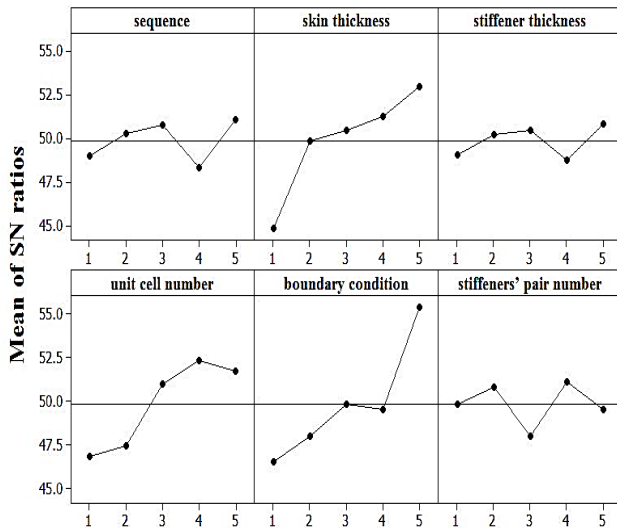 sequence skin thickness stiffener thickness
55.0
52.5
50.0
47.5
45.0
1 2 3 4 5 1 2 3 4 5 1 2 3 4 5
unit cell number boundary condition stiffeners' pair number
55.0
52.5
50.0
47.5
45.0
1 2 3 4 5 1 2 3 4 5 1 2 3 4 5
Mean of SN ratios